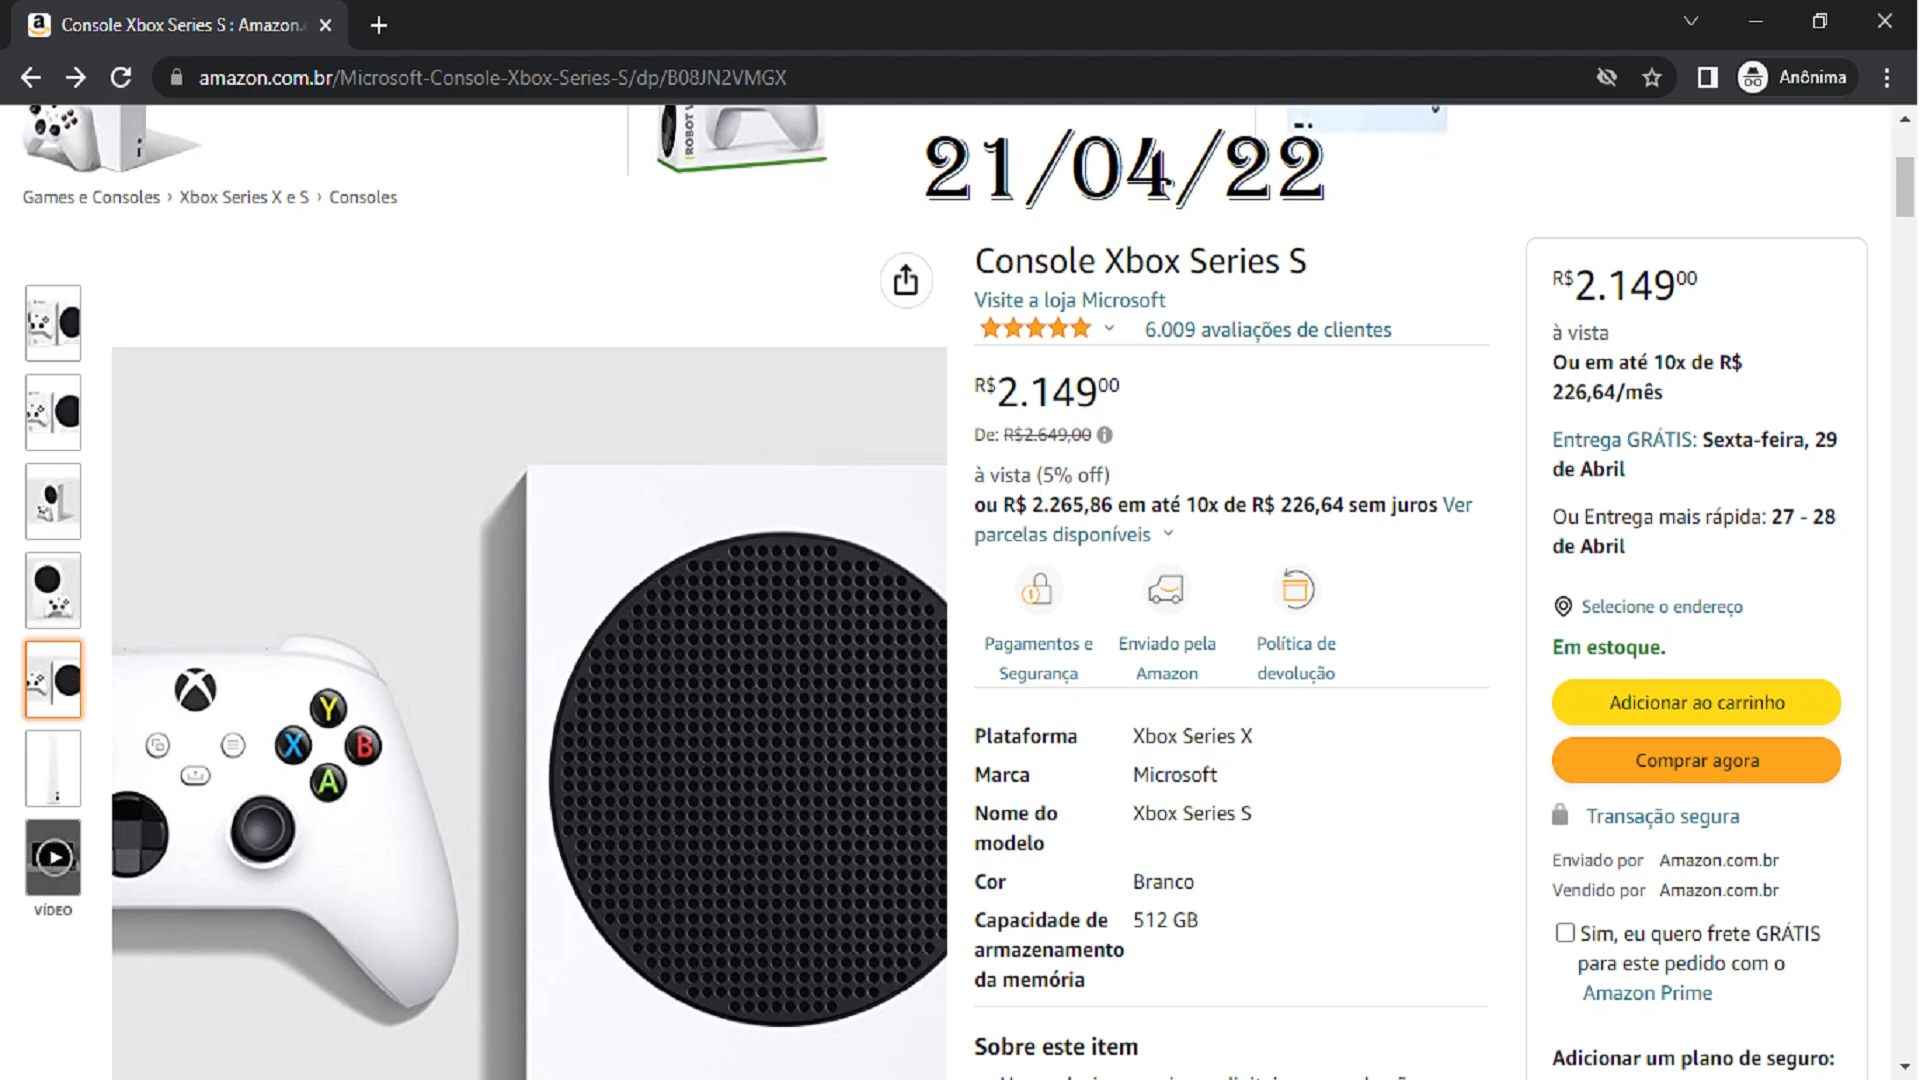 Console Xbox Series S : Amazon.
amazon.com.br/Microsoft-Console-Xbox-Series-S/dp/B08JN2VMGX
Anônima
ROBOT
21/04/22
Games e Consoles › Xbox Series X e S › Consoles
VÍDEO
Y
X
B
A
Console Xbox Series S
Visite a loja Microsoft
6.009 avaliações de clientes
R$2.14900
De: R$2.649,00
à vista (5% off)
ou R$ 2.265,86 em até 10x de R$ 226,64 sem juros Ver
parcelas disponíveis
Pagamentos e
Segurança
Enviado pela
Amazon
Política de
devolução
Plataforma Xbox Series X
Marca Microsoft
Nome do Xbox Series S
modelo
Cor Branco
Capacidade de 512 GB
armazenamento
da memória
Sobre este item
R$2.14900
à vista
Ou em até 10x de R$
226,64/mês
Entrega GRÁTIS: Sexta-feira, 29
de Abril
Ou Entrega mais rápida: 27 - 28
de Abril
Selecione o endereço
Em estoque.
Adicionar ao carrinho
Comprar agora
Transação segura
Enviado por Amazon.com.br
Vendido por Amazon.com.br
Sim, eu quero frete GRÁTIS
para este pedido com o
Amazon Prime
Adicionar um plano de seguro: